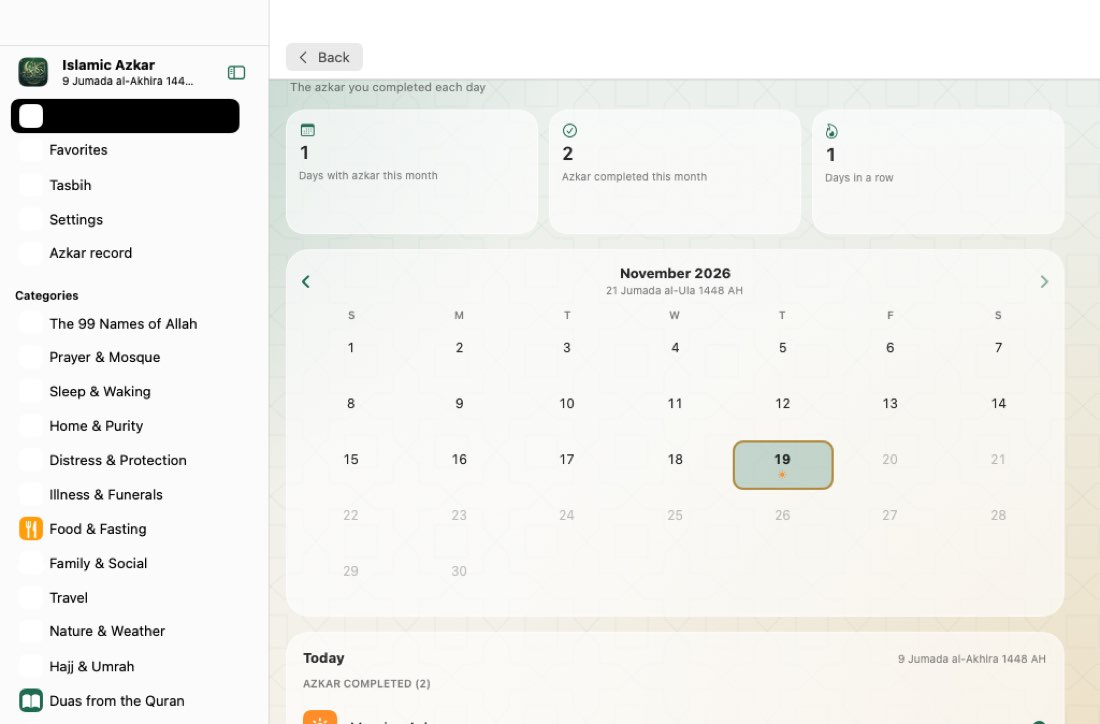 Islamic Azkar
9 Jumada al-Akhira 144...
Favorites
Tasbih
Settings
Azkar record
Categories
The 99 Names of Allah
Prayer & Mosque
Sleep & Waking
Home & Purity
Distress & Protection
Illness & Funerals
Food & Fasting
Family & Social
Travel
Nature & Weather
Hajj & Umrah
Duas from the Quran
Back
The azkar you completed each day
1
Days with azkar this month
2
Azkar completed this month
1
Days in a row
November 2026
21 Jumada al-Ula 1448 AH
S M T W T F S
1 2 3 4 5 6 7
8 9 10 11 12 13 14
15 16 17 18 19 20 21
22 23 24 25 26 27 28
29 30
Today
9 Jumada al-Akhira 1448 AH
AZKAR COMPLETED (2)